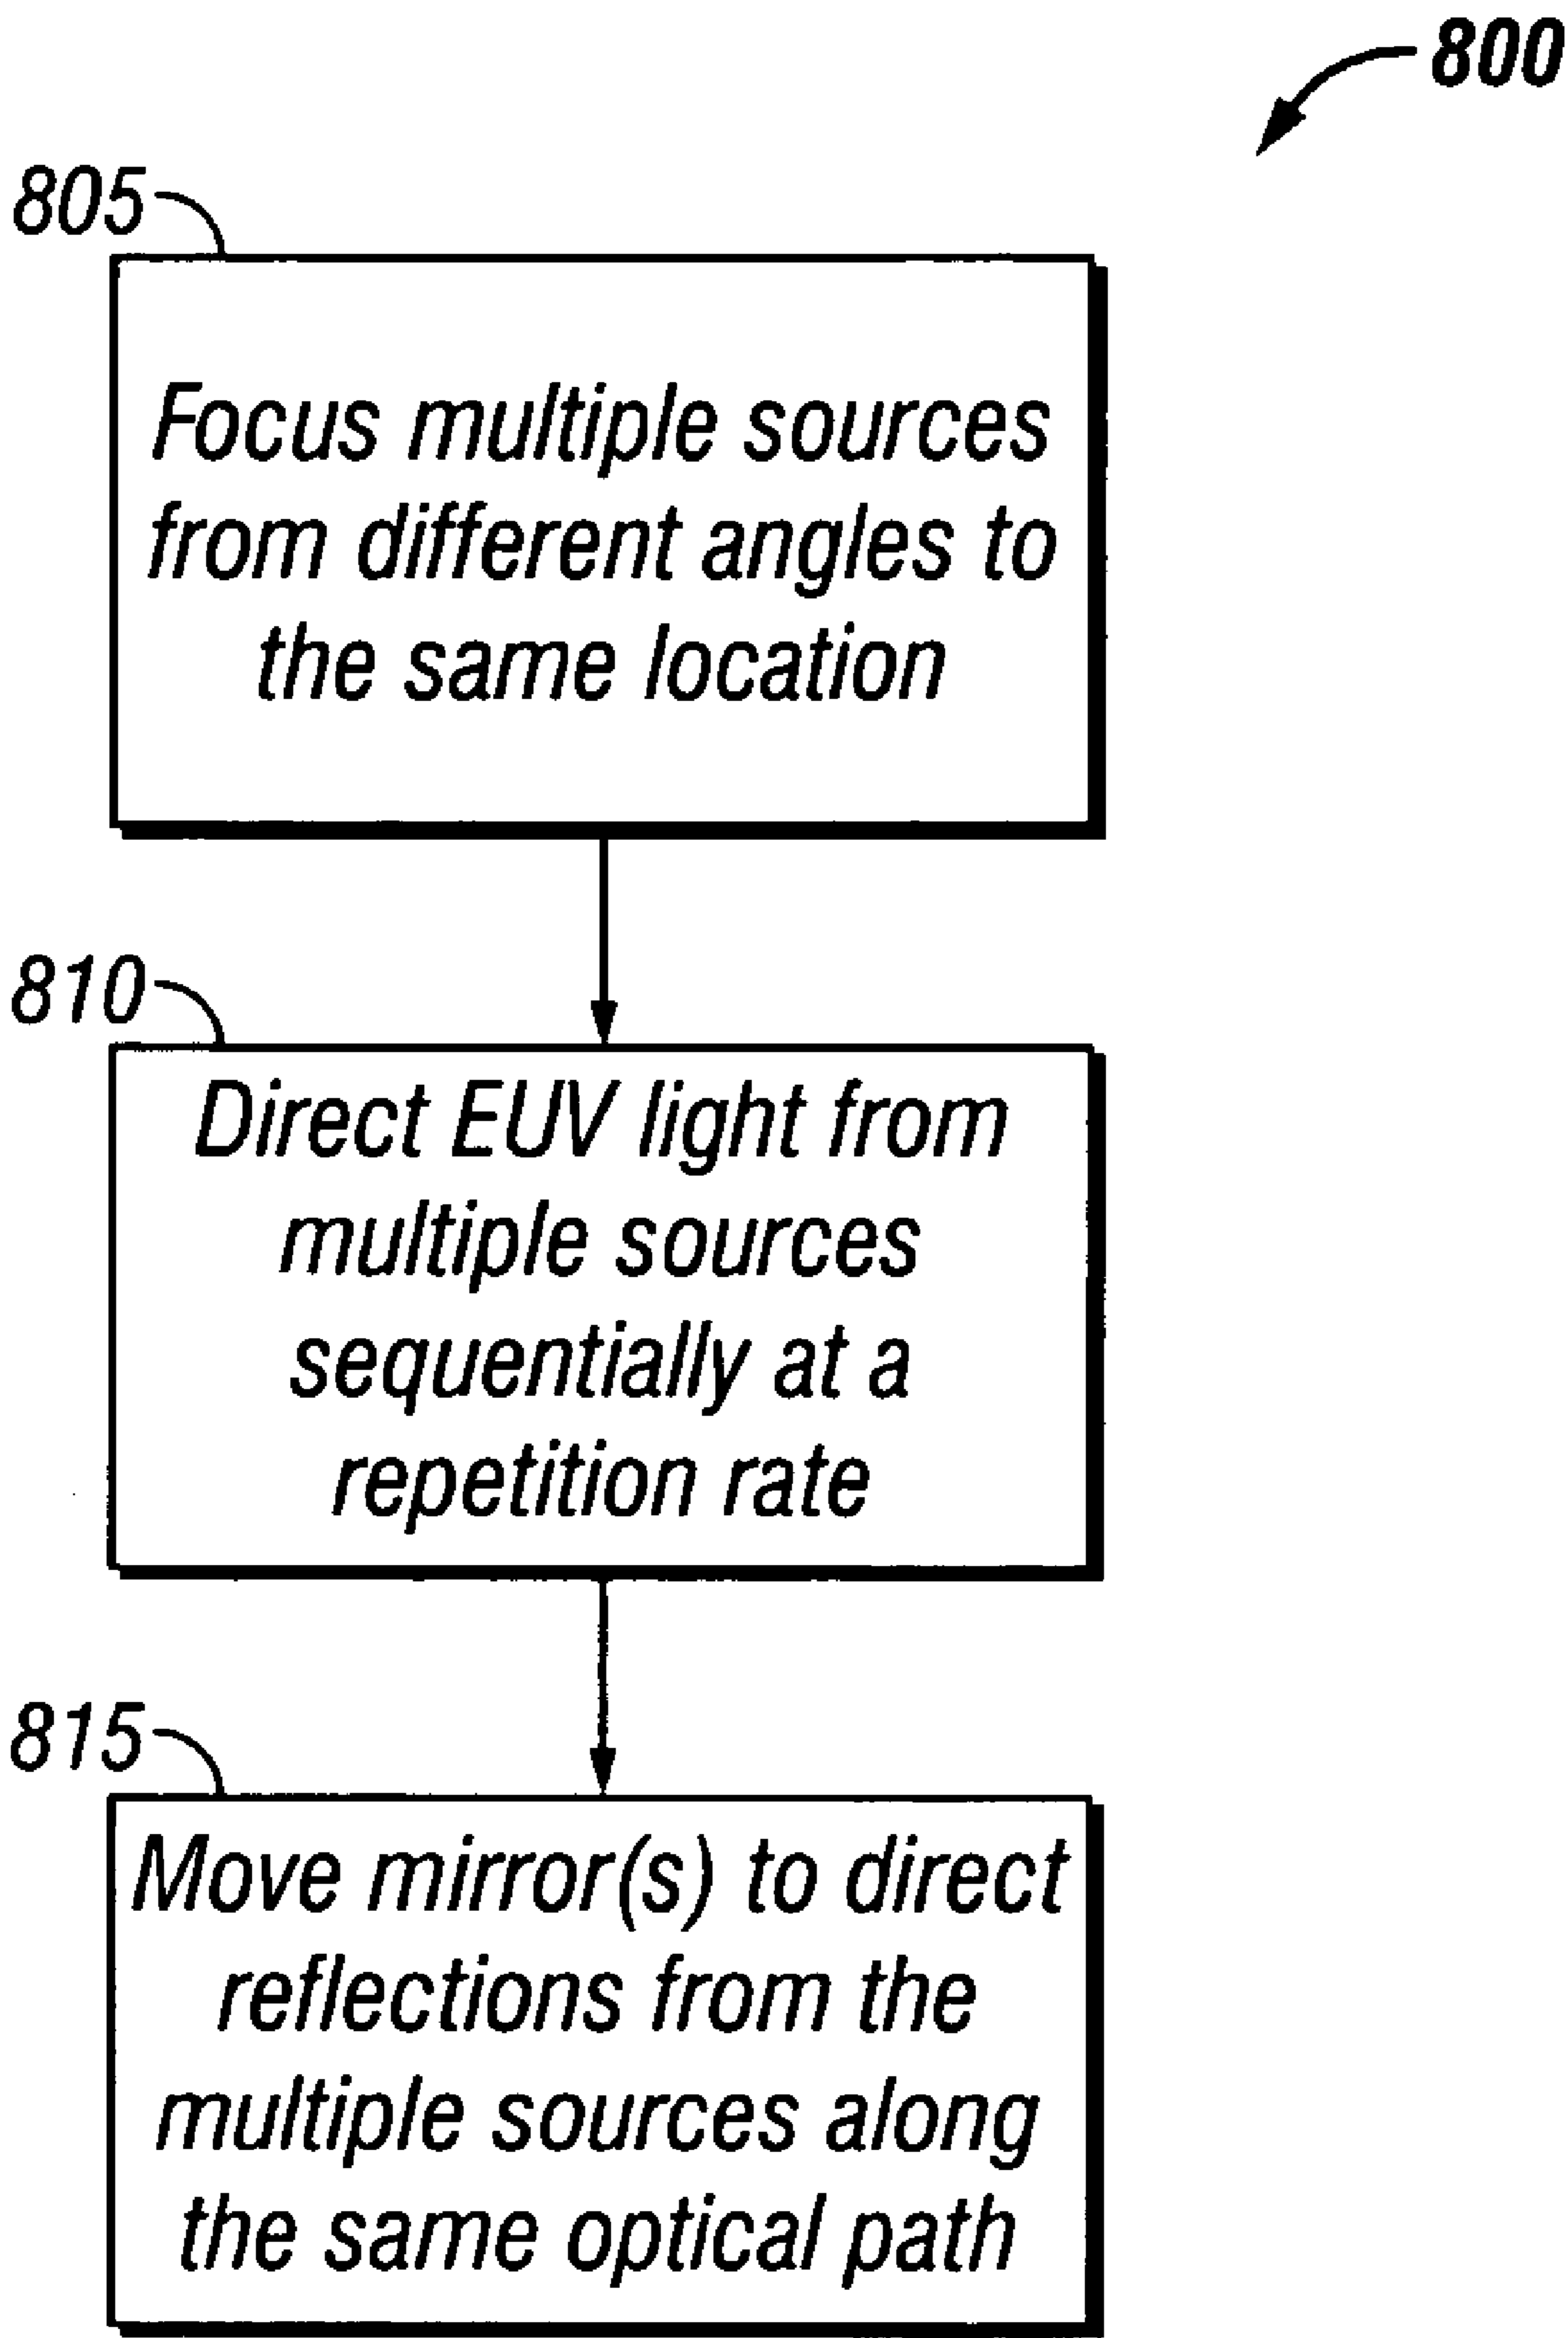 800
805
Focus multiple sources
from different angles to
the same location
810
Direct EUV light from
multiple sources
sequentially at a
repetition rate
815
Move mirror(s) to direct
reflections from the
multiple sources along
the same optical path